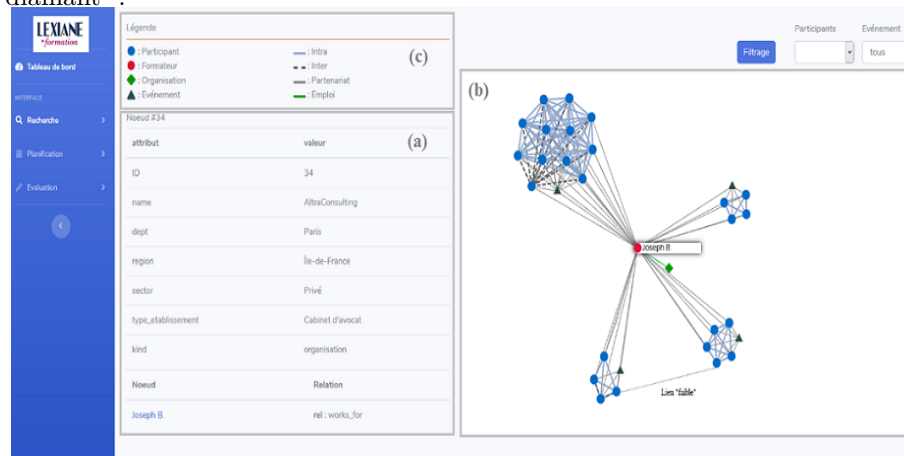 diamant".
LEXIANE
formation
Tableau de bord
INTERFACE
Recherche
Planification
Evaluation
Légende
: Participant
: Formateur
: Organisation
: Evénement
: Intra
: Inter
: Partenariat
: Emploi
(c)
Noeud #34
(a)
attribut valeur
ID 34
name AltraConsulting
dept Paris
region Île-de-France
sector Privé
type_etablissement Cabinet d'avocat
kind organisation
Noeud Relation
Joseph B rel : works_for
Participants Evénement
Filtrage tous
(b)
Joseph B
Lien "faible"